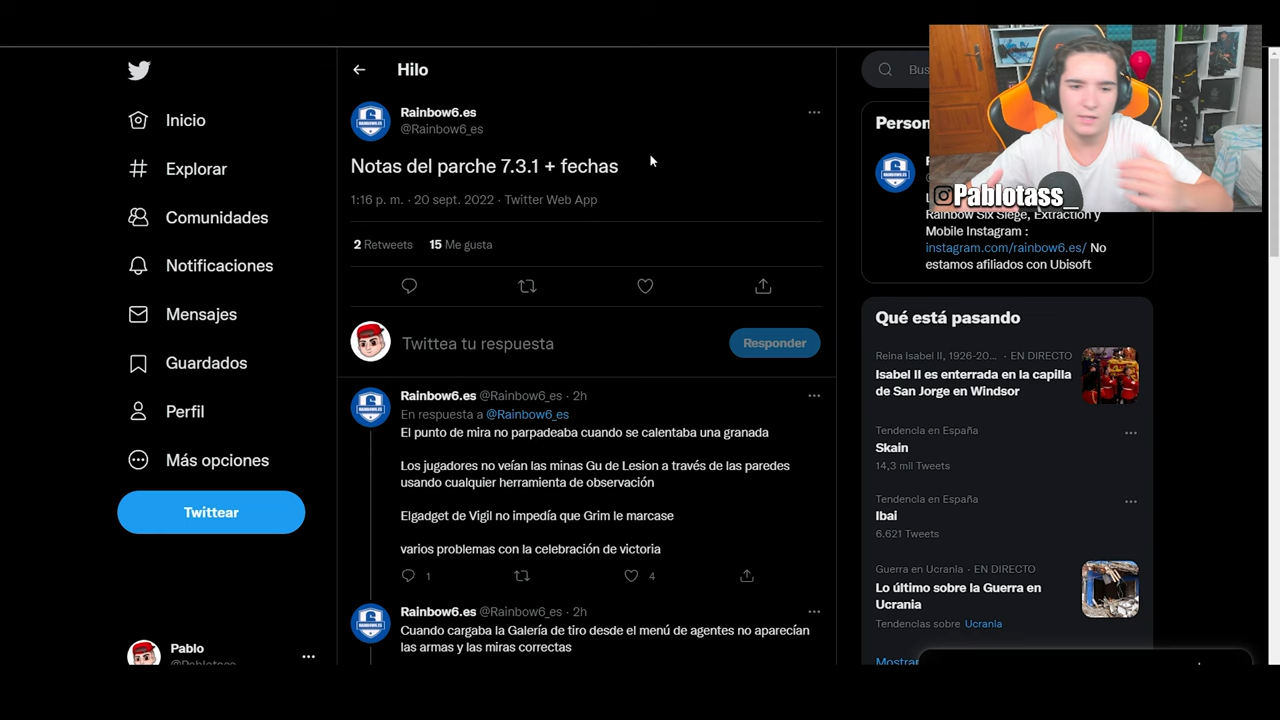 Hilo
Inicio
Explorar
Comunidades
Notificaciones
Mensajes
Guardados
Perfil
Más opciones
Twittear
Pablo
Rainbow6.es
@Rainbow6_es
Notas del parche 7.3.1 + fechas
1:16 p. m. · 20 sept. 2022 · Twitter Web App
2 Retweets 15 Me gusta
Twittea tu respuesta
Responder
Rainbow6.es @Rainbow6_es · 2h
En respuesta a @Rainbow6_es
El punto de mira no parpadeaba cuando se calentaba una granada
Los jugadores no veían las minas Gu de Lesion a través de las paredes
usando cualquier herramienta de observación
Elgadget de Vigil no impedía que Grim le marcase
varios problemas con la celebración de victoria
1 4
Rainbow6.es @Rainbow6_es · 2h
Cuando cargaba la Galería de tiro desde el menú de agentes no aparecían
las armas y las miras correctas
Pablotass_
Rainbow Six Siege, Extraction y
Mobile Instagram :
instagram.com/rainbow6.es/ No
estamos afiliados con Ubisoft
Qué está pasando
Reina Isabel II, 1926-20... · EN DIRECTO
Isabel II es enterrada en la capilla
de San Jorge en Windsor
Tendencia en España
Skain
14,3 mil Tweets
Tendencia en España
Ibai
6.621 Tweets
Guerra en Ucrania · EN DIRECTO
Lo último sobre la Guerra en
Ucrania
Tendencias sobre Ucrania